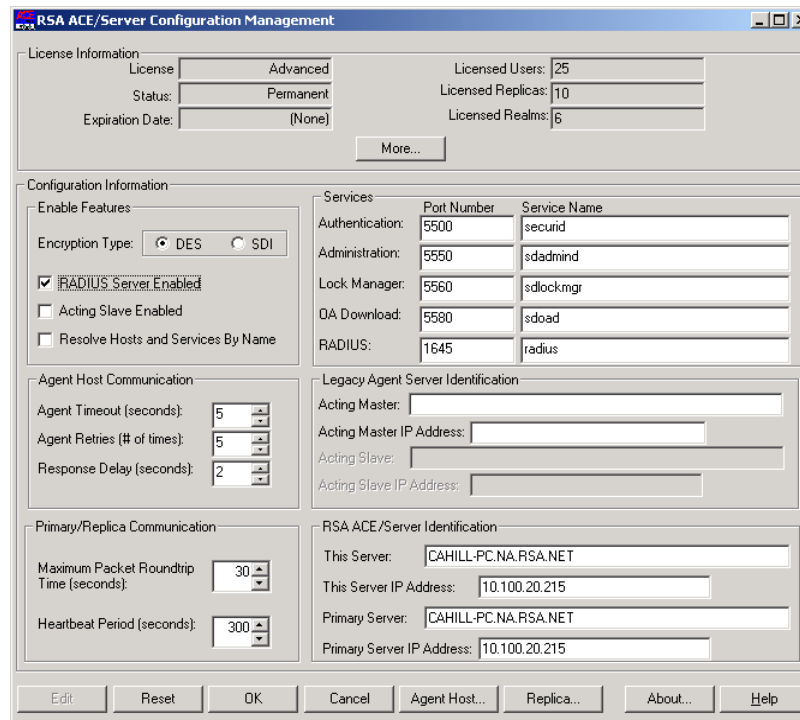 RSA ACE/Server Configuration Management
License Information
License Advanced Licensed Users: 25
Status: Permanent Licensed Replicas: 10
Expiration Date: (None) Licensed Realms: 6
More...
Configuration Information
Enable Features
Encryption Type: DES SDI
RADIUS Server Enabled
Acting Slave Enabled
Resolve Hosts and Services By Name
Services
Port Number Service Name
Authentication: 5500 securid
Administration: 5550 sdadmind
Lock Manager: 5560 sdlockmgr
OA Download: 5580 sdoad
RADIUS: 1645 radius
Agent Host Communication
Agent Timeout (seconds): 5
Agent Retries (# of times): 5
Response Delay (seconds): 2
Legacy Agent Server Identification
Acting Master:
Acting Master IP Address:
Acting Slave:
Acting Slave IP Address:
Primary/Replica Communication
Maximum Packet Roundtrip
Time (seconds): 30
Heartbeat Period (seconds): 300
RSA ACE/Server Identification
This Server: CAHILL-PC.NA.RSA.NET
This Server IP Address: 10.100.20.215
Primary Server: CAHILL-PC.NA.RSA.NET
Primary Server IP Address: 10.100.20.215
Edit Reset OK Cancel Agent Host... Replica... About... Help